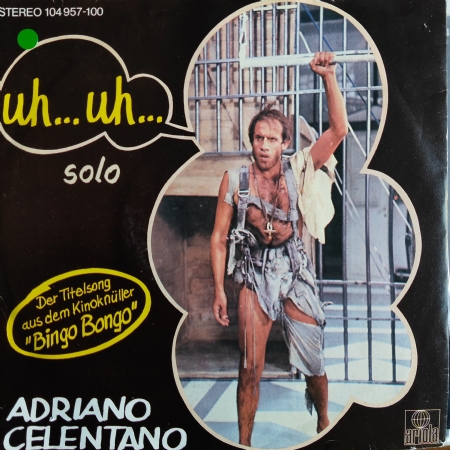 STEREO 104 957-100
uh... uh...
solo
Der Titelsong
aus dem Kinoknüller
"Bingo Bongo"
ADRIANO
CELENTANO
ariola